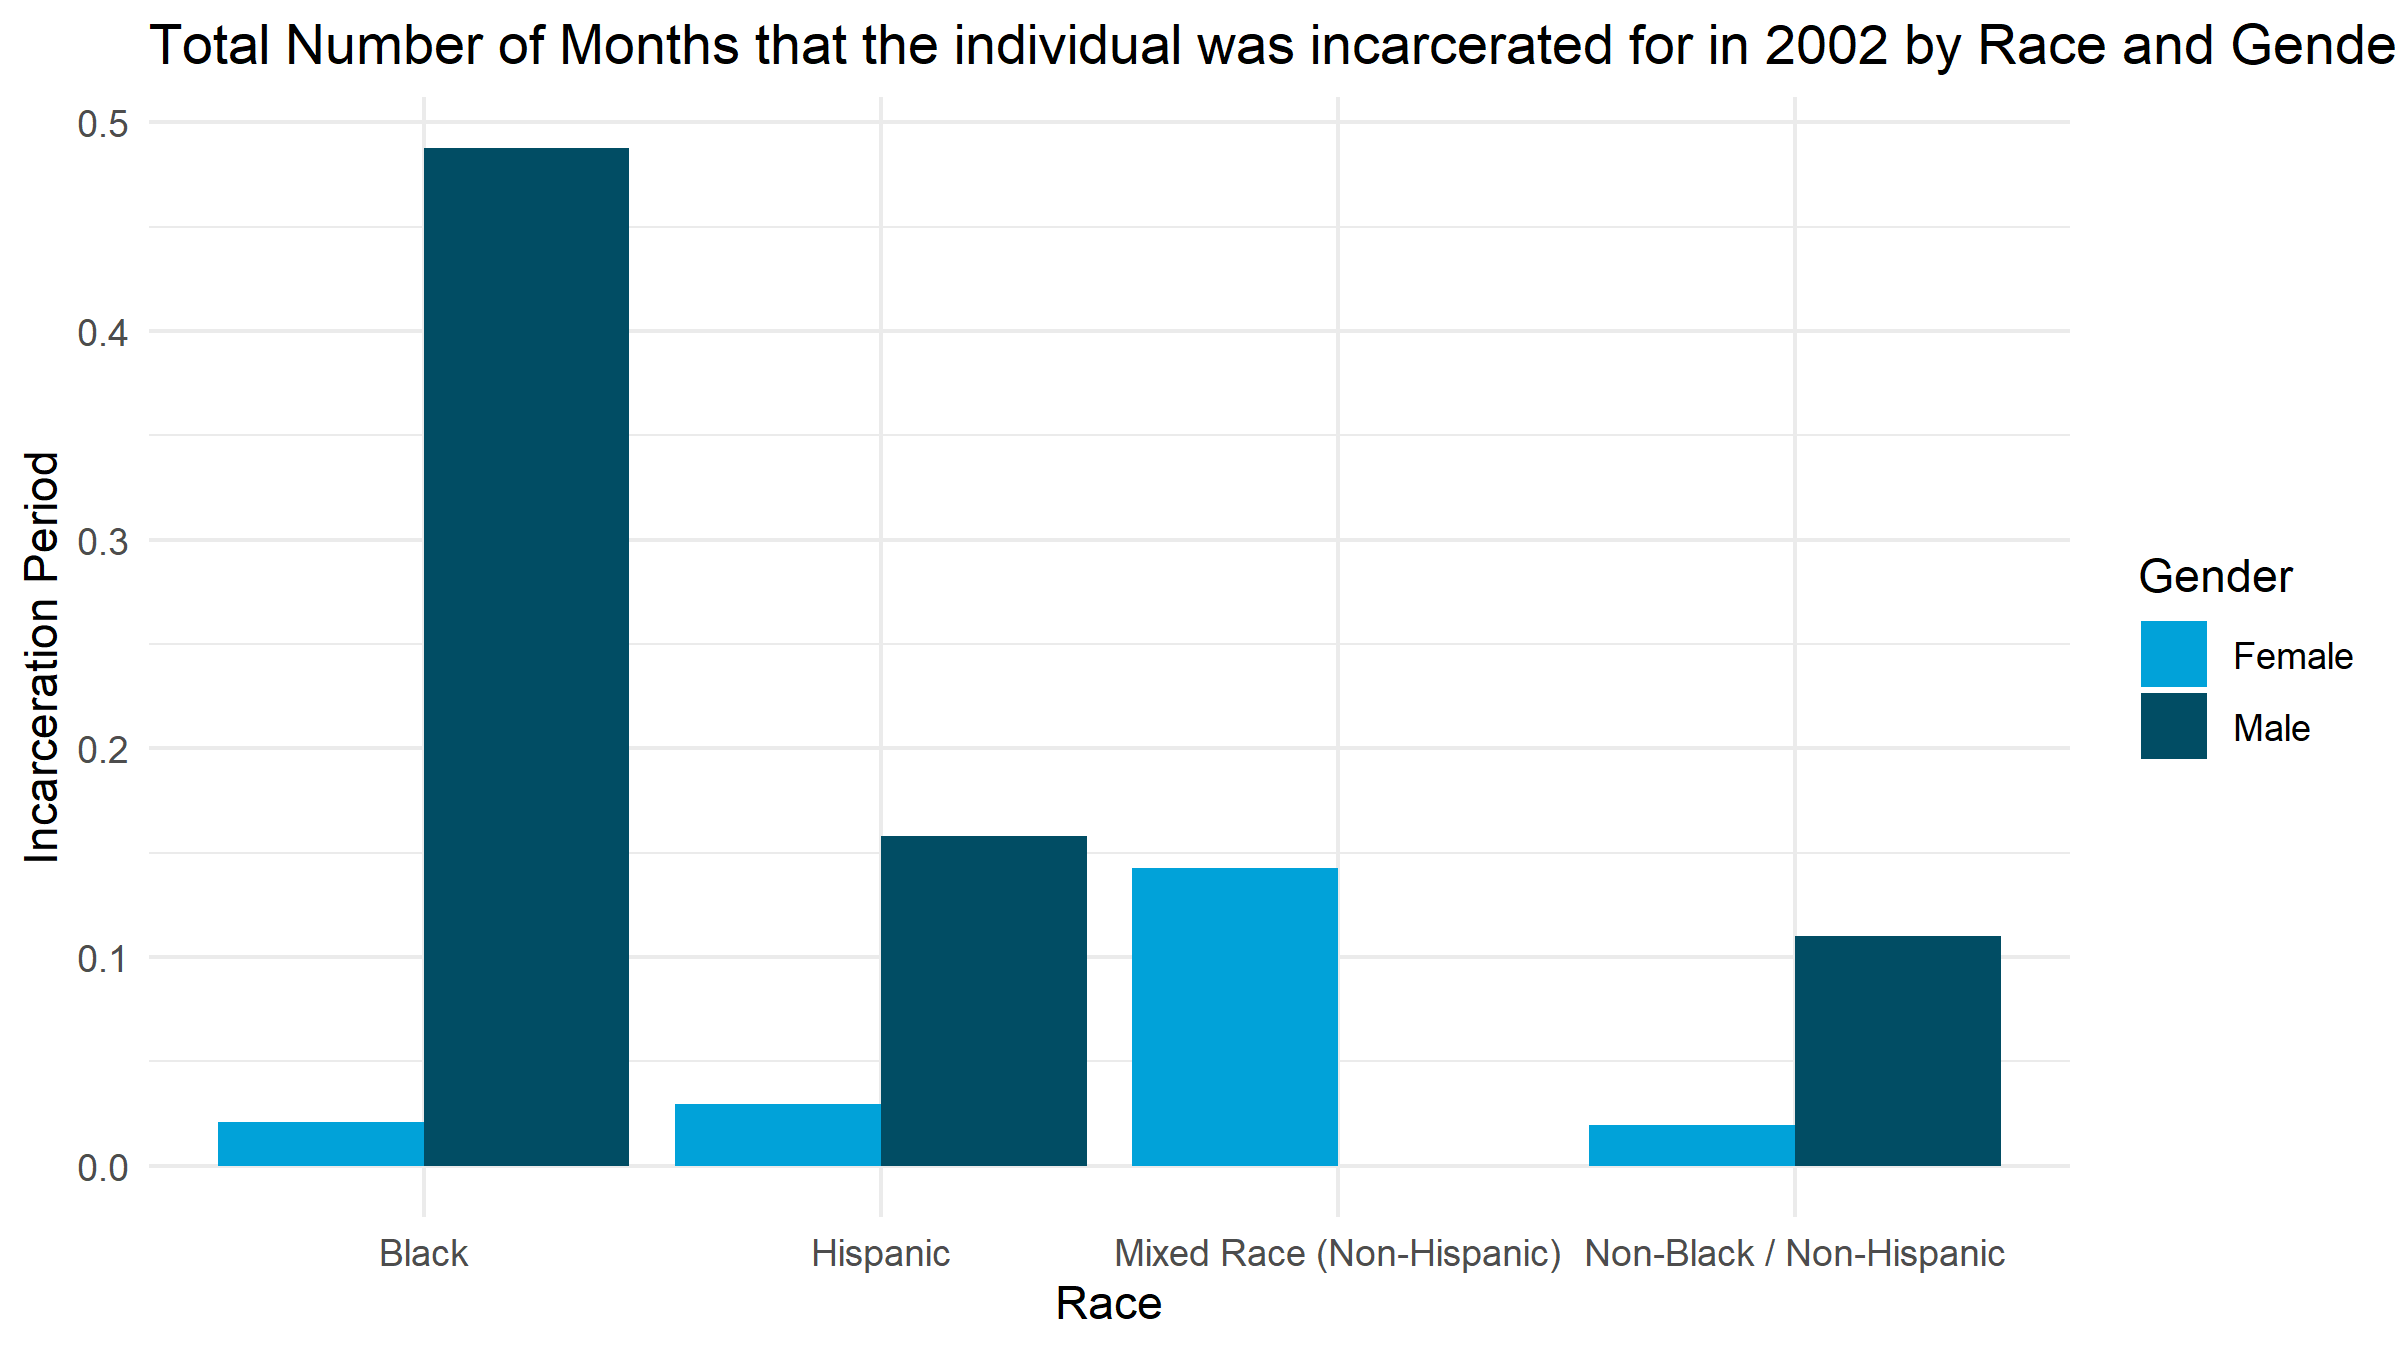 Total Number of Months that the individual was incarcerated for in 2002 by Race and Gende
0.5
0.4
0.3
0.2
0.1
0.0
Incarceration Period
Black
Hispanic
Mixed Race (Non-Hispanic)
Non-Black / Non-Hispanic
Race
Gender
Female
Male